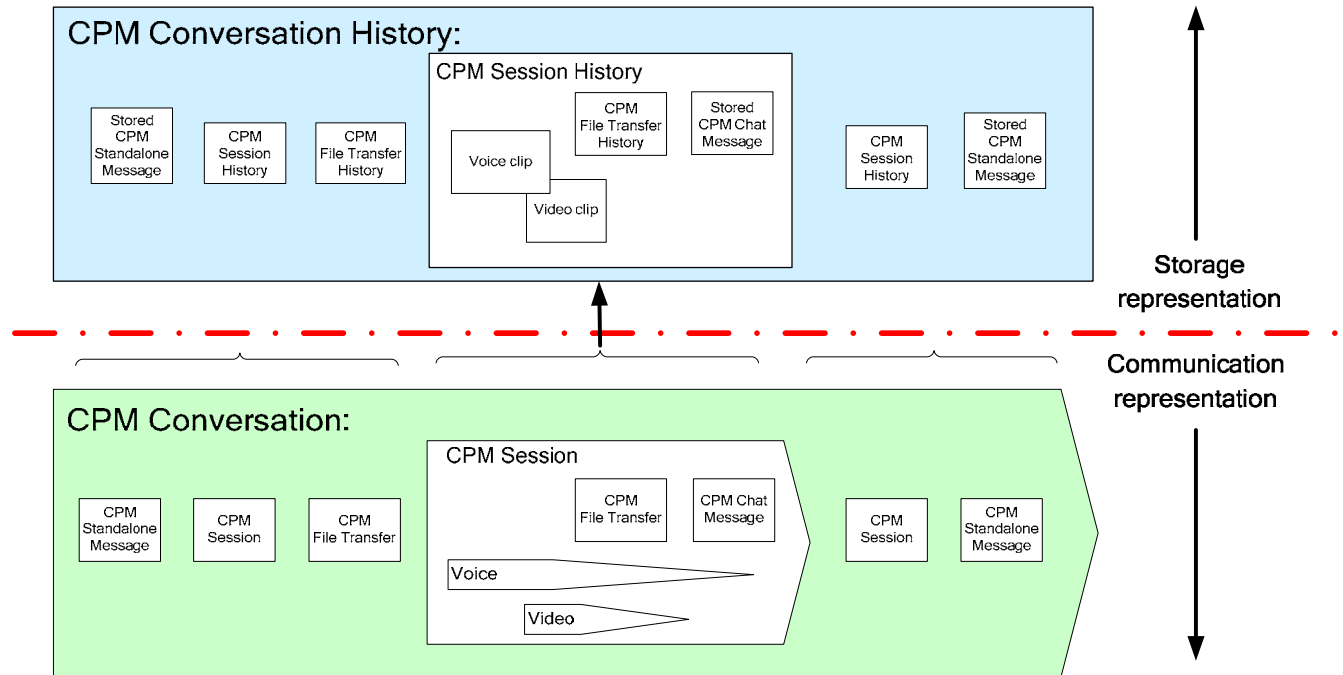 CPM Conversation History:
CPM Session History
Stored
CPM
Standalone
Message
CPM
Session
History
CPM
File Transfer
History
Voice clip
Video clip
CPM
File Transfer
History
Stored
CPM Chat
Message
CPM
Session
History
Stored
CPM
Standalone
Message
Storage
representation
Communication
representation
CPM Conversation:
CPM Session
CPM
Standalone
Message
CPM
Session
CPM
File Transfer
CPM
File Transfer
CPM Chat
Message
Voice
Video
CPM
Session
CPM
Standalone
Message